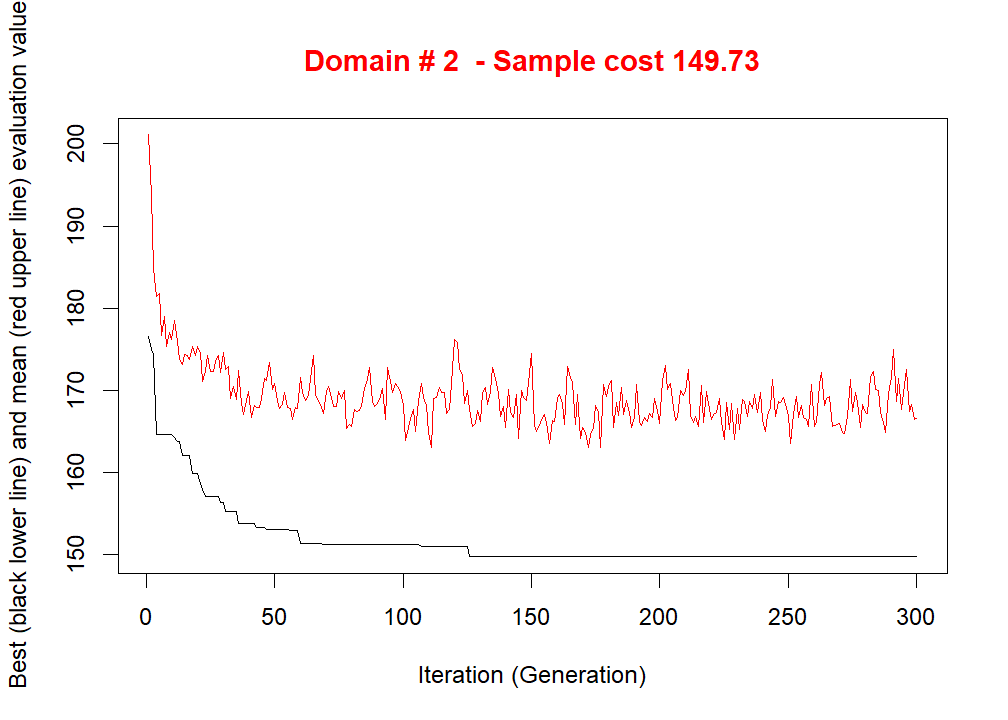 Domain # 2  - Sample cost 149.73
Best (black lower line) and mean (red upper line) evaluation value
200
190
180
170
160
150
0 50 100 150 200 250 300
Iteration (Generation)